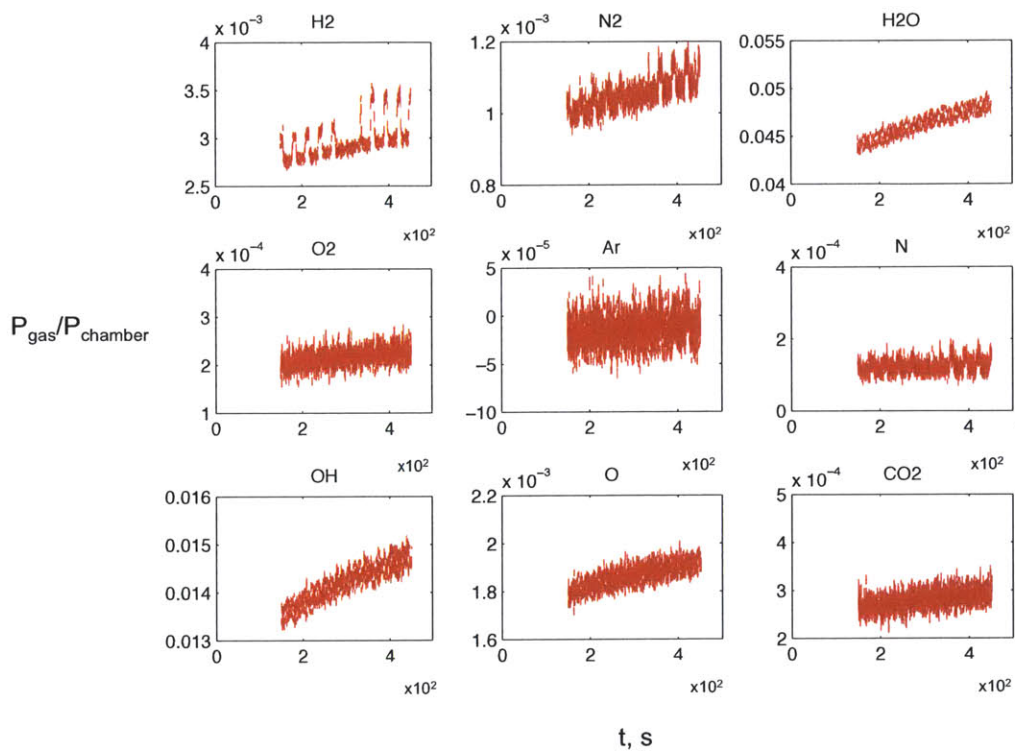 H2 N2 H2O
x 10⁻³ x 10⁻³
4 1.2 0.055
3.5 0.05
3 1 0.045
2.5 0.8 0.04
0 2 4 0 2 4 0 2 4
x10² x10² x10²
O2 Ar N
x 10⁻⁴ x 10⁻⁵ x 10⁻⁴
4 5 4
3 0
2 −5 2
1 −10 0
0 2 4 0 2 4 0 2 4
P_gas/P_chamber
x10² x10² x10²
OH O CO2
x 10⁻³ x 10⁻⁴
0.016 2.2 5
0.015 2 4
0.014 1.8 3
0.013 1.6 2
0 2 4 0 2 4 0 2 4
x10² x10² x10²
t, s